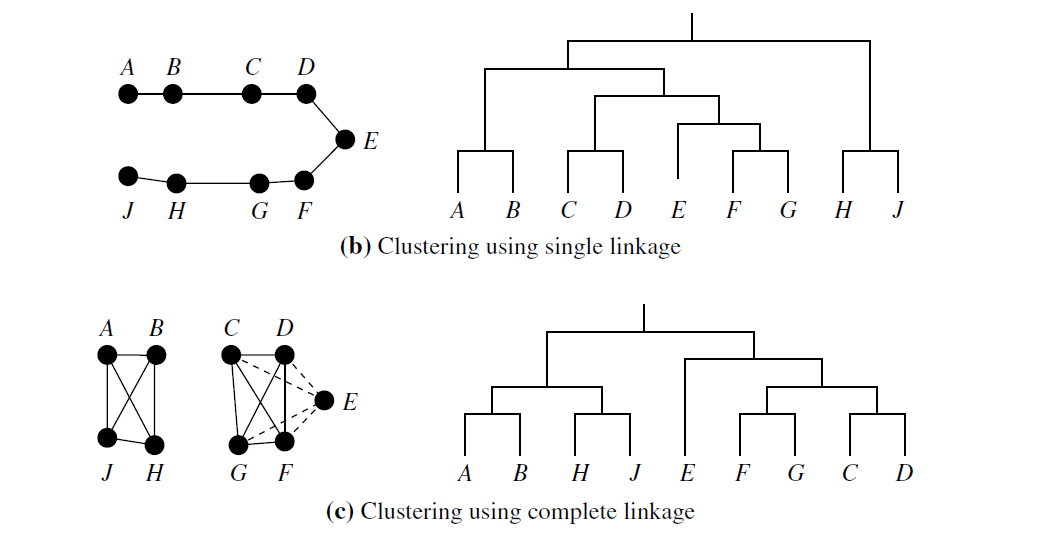 A B C D
E
J H G F
A B C D E F G H J
(b) Clustering using single linkage
A B C D
E
J H G F
A B H J E F G C D
(c) Clustering using complete linkage